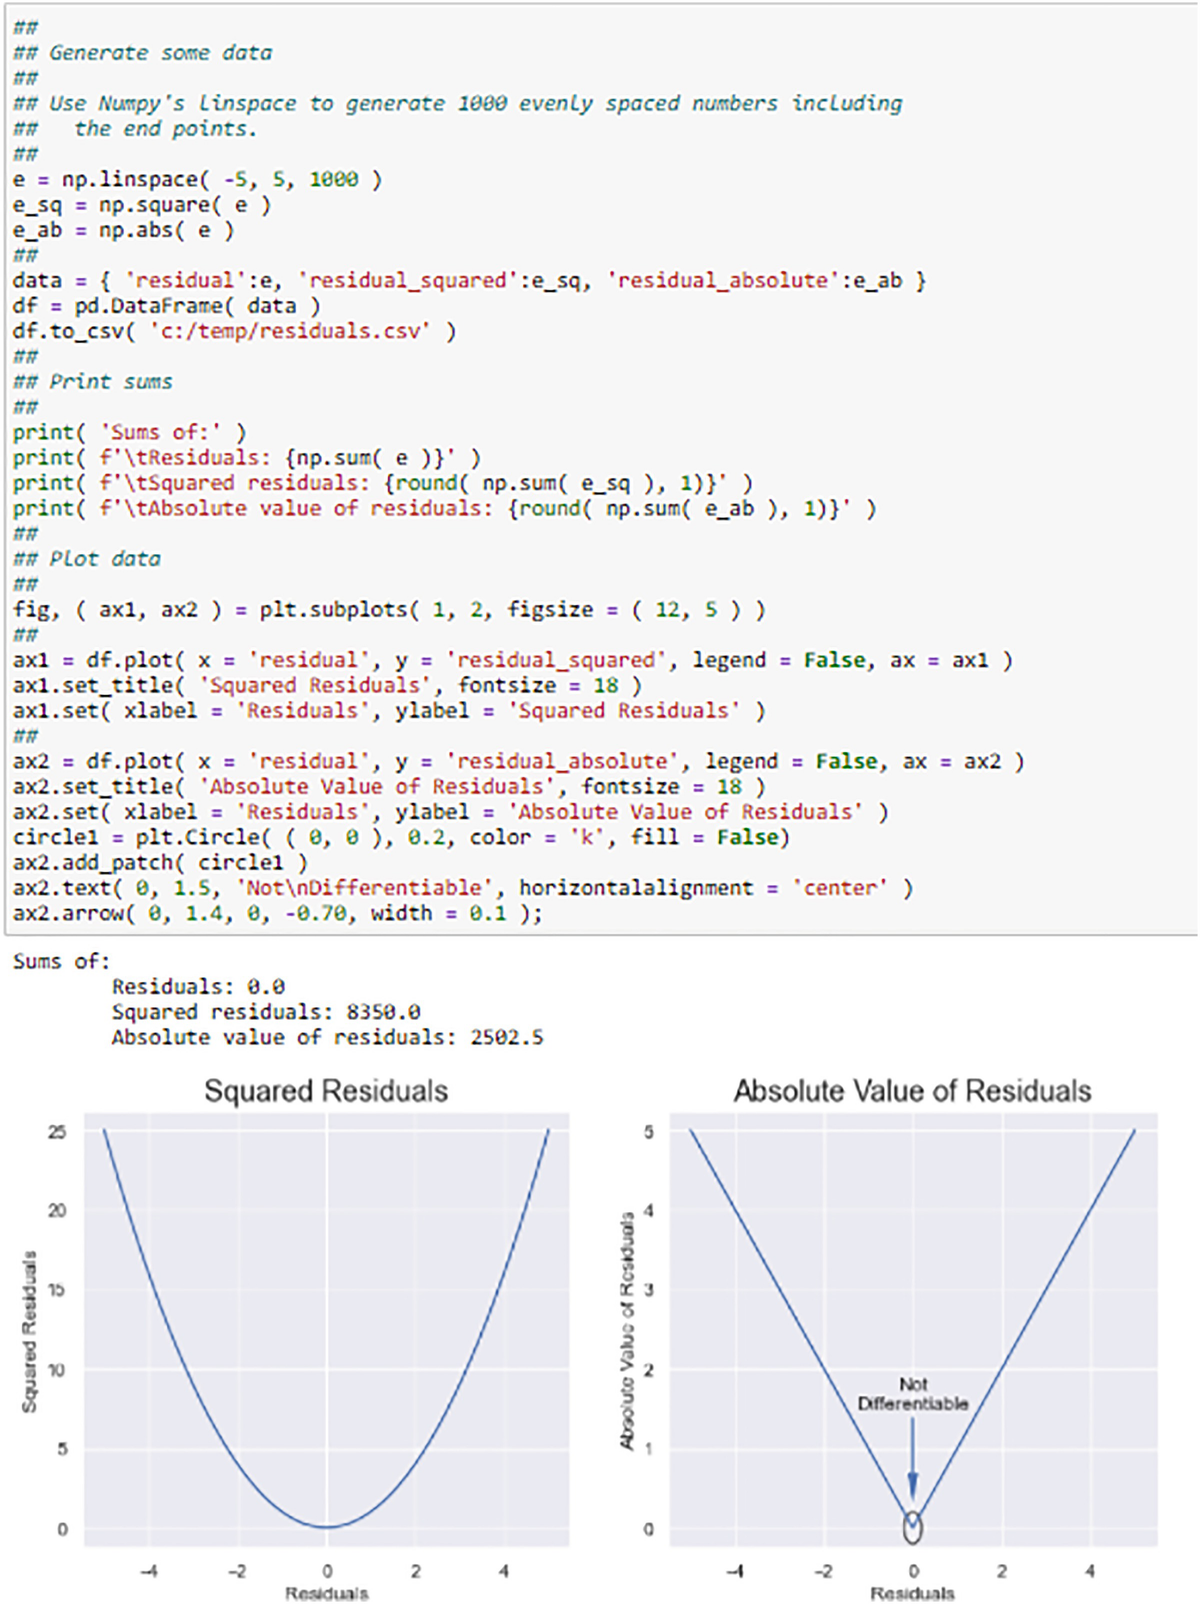 ##
## Generate some data
##
## Use Numpy's linspace to generate 1000 evenly spaced numbers including
##   the end points.
##
e = np.linspace( -5, 5, 1000 )
e_sq = np.square( e )
e_ab = np.abs( e )
##
data = { 'residual':e, 'residual_squared':e_sq, 'residual_absolute':e_ab }
df = pd.DataFrame( data )
df.to_csv( 'c:/temp/residuals.csv' )
##
## Print sums
##
print( 'Sums of:' )
print( f'\tResiduals: {np.sum( e )}' )
print( f'\tSquared residuals: {round( np.sum( e_sq ), 1)}' )
print( f'\tAbsolute value of residuals: {round( np.sum( e_ab ), 1)}' )
##
## Plot data
##
fig, ( ax1, ax2 ) = plt.subplots( 1, 2, figsize = ( 12, 5 ) )
##
ax1 = df.plot( x = 'residual', y = 'residual_squared', legend = False, ax = ax1 )
ax1.set_title( 'Squared Residuals', fontsize = 18 )
ax1.set( xlabel = 'Residuals', ylabel = 'Squared Residuals' )
##
ax2 = df.plot( x = 'residual', y = 'residual_absolute', legend = False, ax = ax2 )
ax2.set_title( 'Absolute Value of Residuals', fontsize = 18 )
ax2.set( xlabel = 'Residuals', ylabel = 'Absolute Value of Residuals' )
circle1 = plt.Circle( ( 0, 0 ), 0.2, color = 'k', fill = False)
ax2.add_patch( circle1 )
ax2.text( 0, 1.5, 'Not\nDifferentiable', horizontalalignment = 'center' )
ax2.arrow( 0, 1.4, 0, -0.70, width = 0.1 );
Sums of:
Residuals: 0.0
Squared residuals: 8350.0
Absolute value of residuals: 2502.5
Squared Residuals
25
20
15
10
5
0
Squared Residuals
-4 -2 0 2 4
Residuals
Absolute Value of Residuals
5
4
3
2
1
0
Absolute Value of Residuals
Not
Differentiable
-4 -2 0 2 4
Residuals